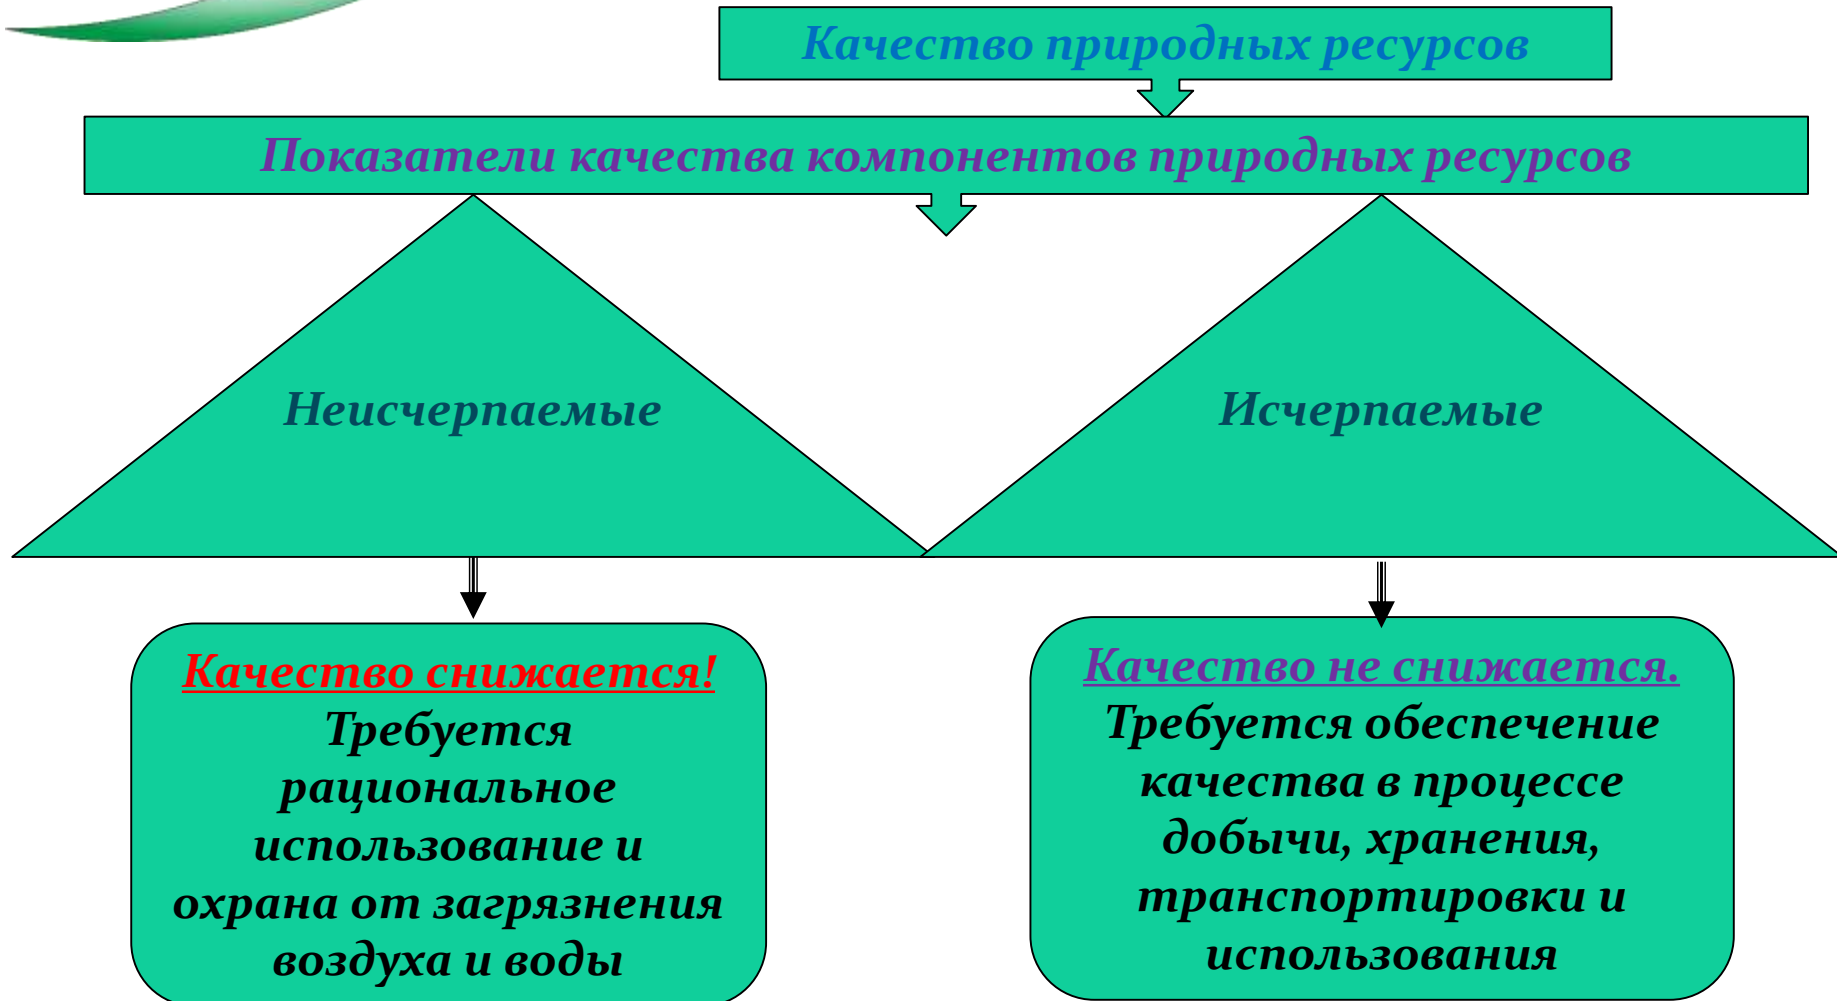 Качество природных ресурсов
Показатели качества компонентов природных ресурсов
Неисчерпаемые
Исчерпаемые
Качество снижается!
Требуется
рациональное
использование и
охрана от загрязнения
воздуха и воды
Качество не снижается.
Требуется обеспечение
качества в процессе
добычи, хранения,
транспортировки и
использования